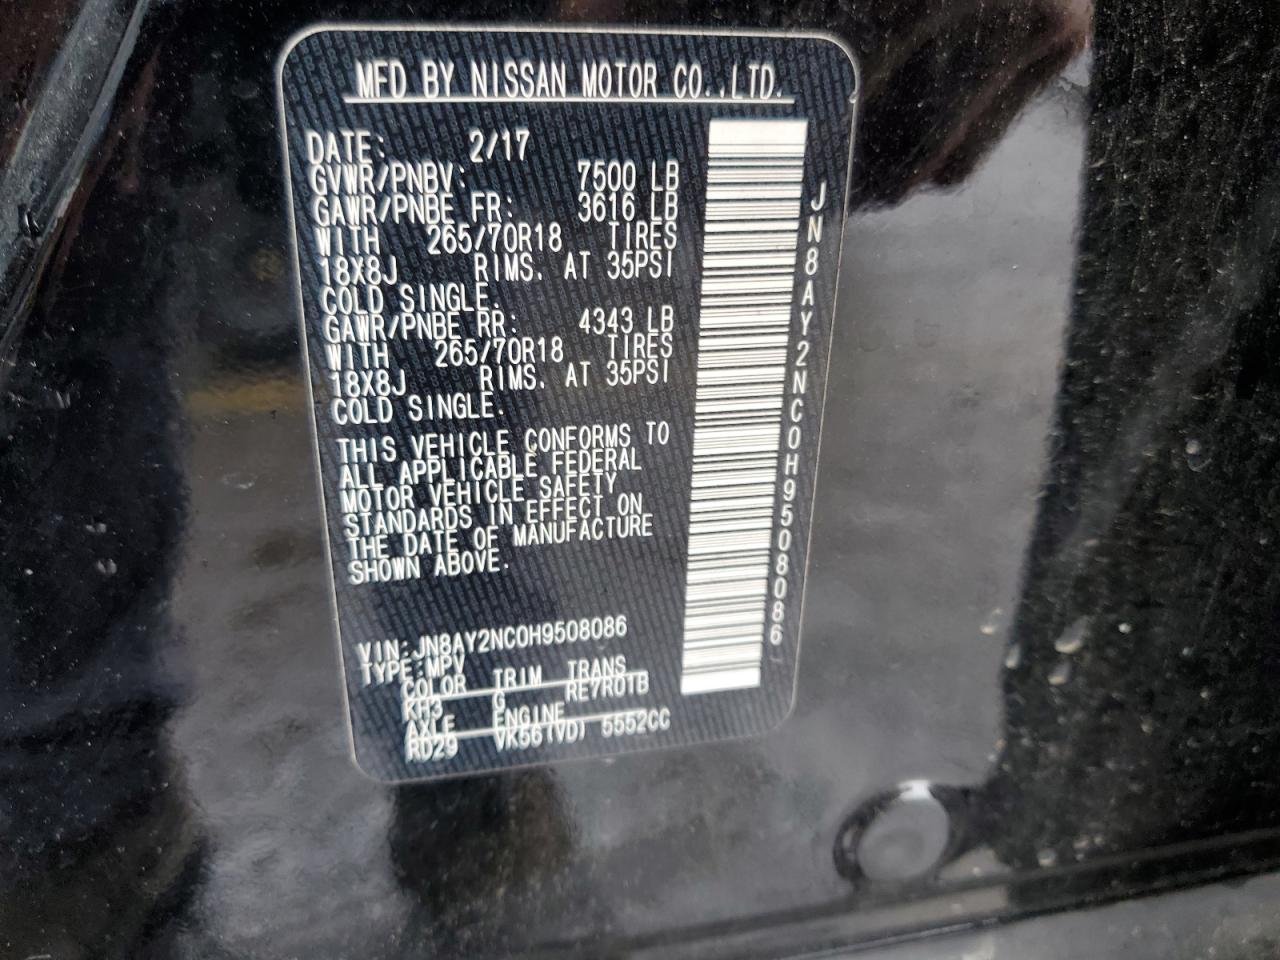 MFD BY NISSAN MOTOR CO.,LTD.
DATE: 2/17
GVWR/PNBV: 7500 LB
GAWR/PNBE FR: 3616 LB
WITH 265/70R18 TIRES
18X8J RIMS. AT 35PSI
COLD SINGLE.
GAWR/PNBE RR: 4343 LB
WITH 265/70R18 TIRES
18X8J RIMS. AT 35PSI
COLD SINGLE.
THIS VEHICLE CONFORMS TO
ALL APPLICABLE FEDERAL
MOTOR VEHICLE SAFETY
STANDARDS IN EFFECT ON
THE DATE OF MANUFACTURE
SHOWN ABOVE.
VIN:JN8AY2NC0H9508086
TYPE:MPV
COLOR TRIM TRANS
KH3 G RE7R01B
AXLE ENGINE
RD29 VK56(VD) 5552CC
JN8AY2NC0H9508086